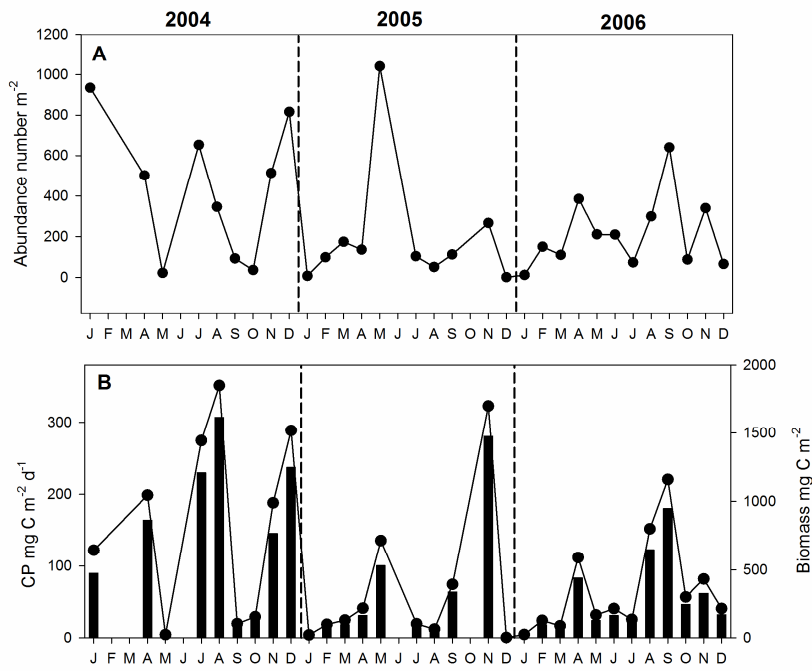 2004 2005 2006
A
1200
1000
800
600
400
200
0
Abundance number m-2
J F M A M J J A S O N D J F M A M J J A S O N D J F M A M J J A S O N D
B
300
200
100
0
CP mg C m-2 d-1
2000
1500
1000
500
0
Biomass mg C m-2
J F M A M J J A S O N D J F M A M J J A S O N D J F M A M J J A S O N D